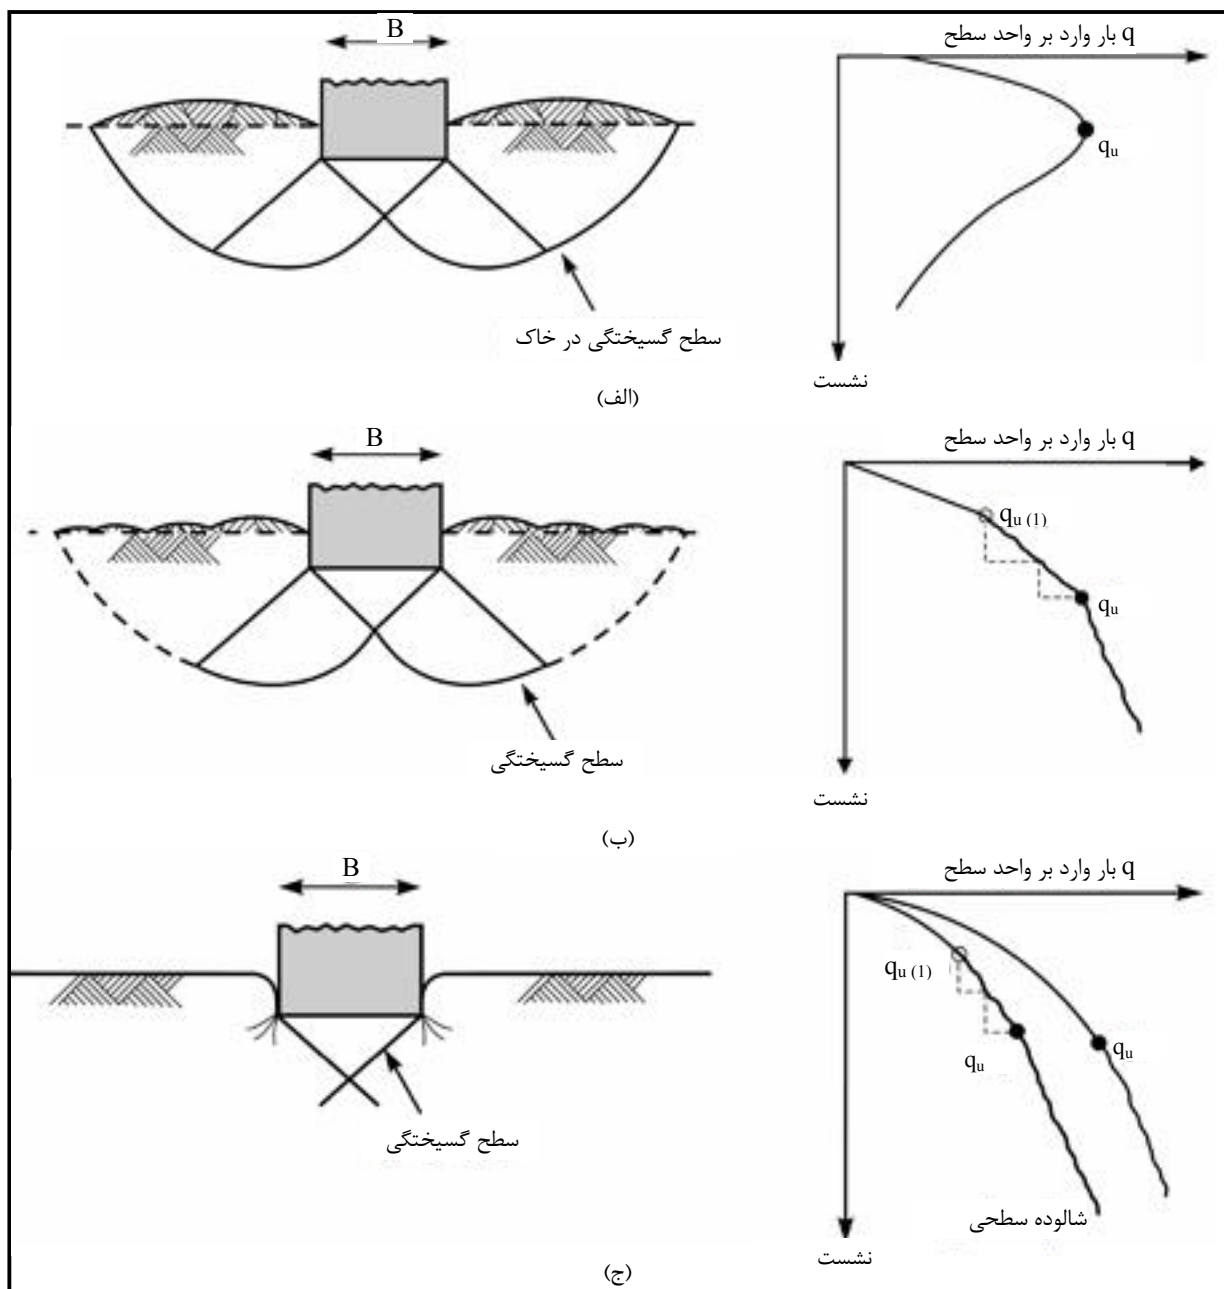 B
q بار وارد بر واحد سطح
qu
سطح گسیختگی در خاک
نشست
(الف)
B
q بار وارد بر واحد سطح
qu (1)
qu
سطح گسیختگی
نشست
(ب)
B
q بار وارد بر واحد سطح
qu (1)
qu
qu
سطح گسیختگی
شالوده سطحی
نشست
(ج)